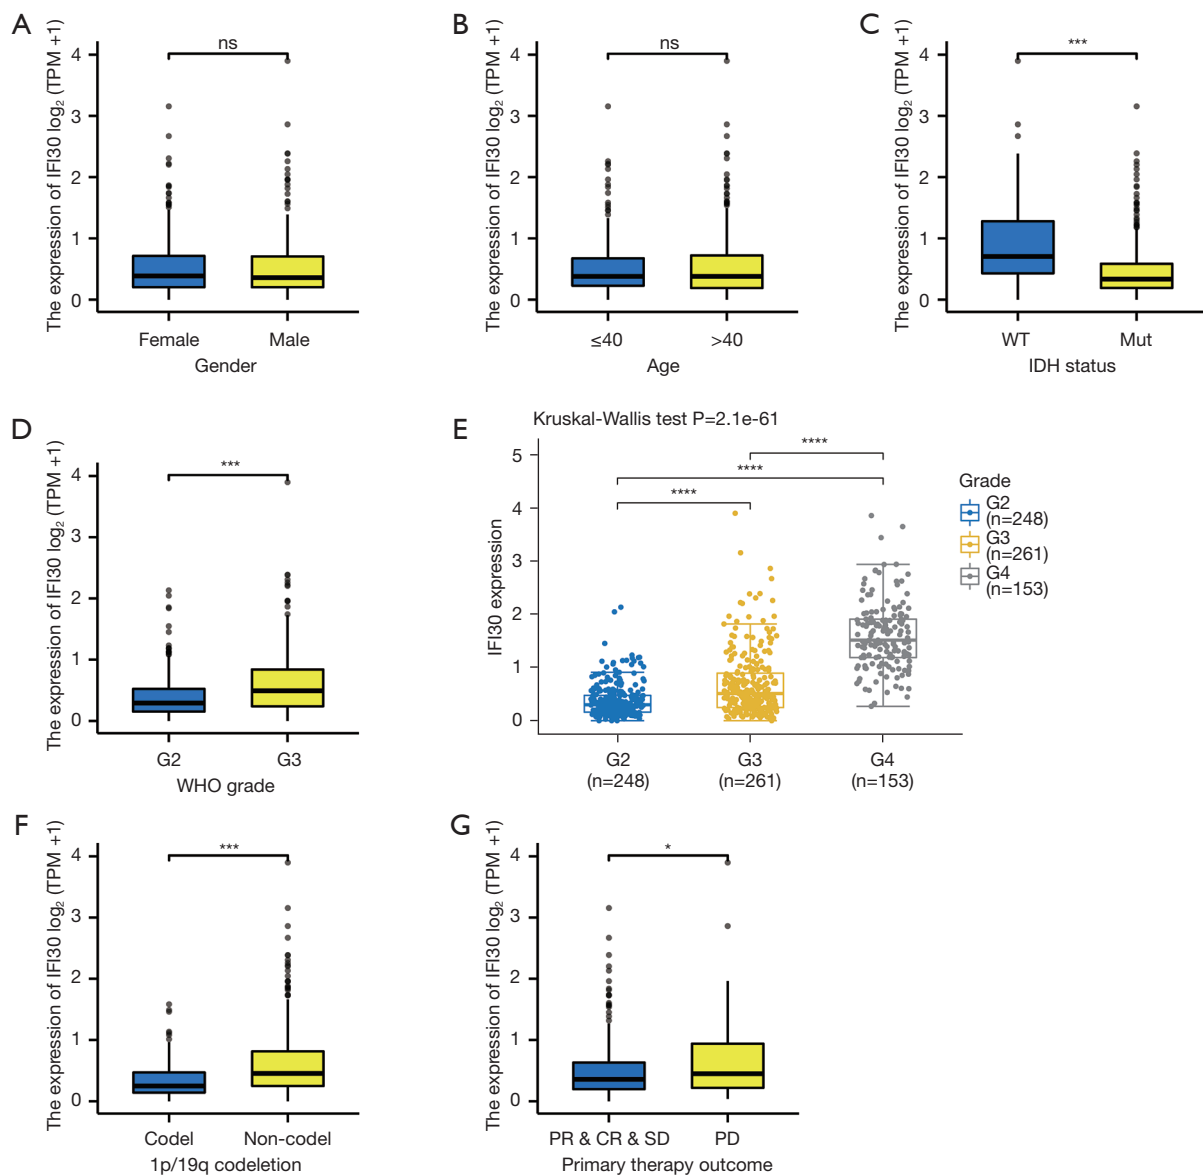 A
The expression of IFI30 log₂ (TPM +1)
4
3
2
1
0
ns
Female Male
Gender
B
The expression of IFI30 log₂ (TPM +1)
4
3
2
1
0
ns
≤40 >40
Age
C
The expression of IFI30 log₂ (TPM +1)
4
3
2
1
0
***
WT Mut
IDH status
D
The expression of IFI30 log₂ (TPM +1)
4
3
2
1
0
***
G2 G3
WHO grade
E
Kruskal-Wallis test P=2.1e-61
IFI30 expression
5
4
3
2
1
0
****
****
****
G2 G3 G4
(n=248) (n=261) (n=153)
Grade
G2
(n=248)
G3
(n=261)
G4
(n=153)
F
The expression of IFI30 log₂ (TPM +1)
4
3
2
1
0
***
Codel Non-codel
1p/19q codeletion
G
The expression of IFI30 log₂ (TPM +1)
4
3
2
1
0
*
PR & CR & SD PD
Primary therapy outcome